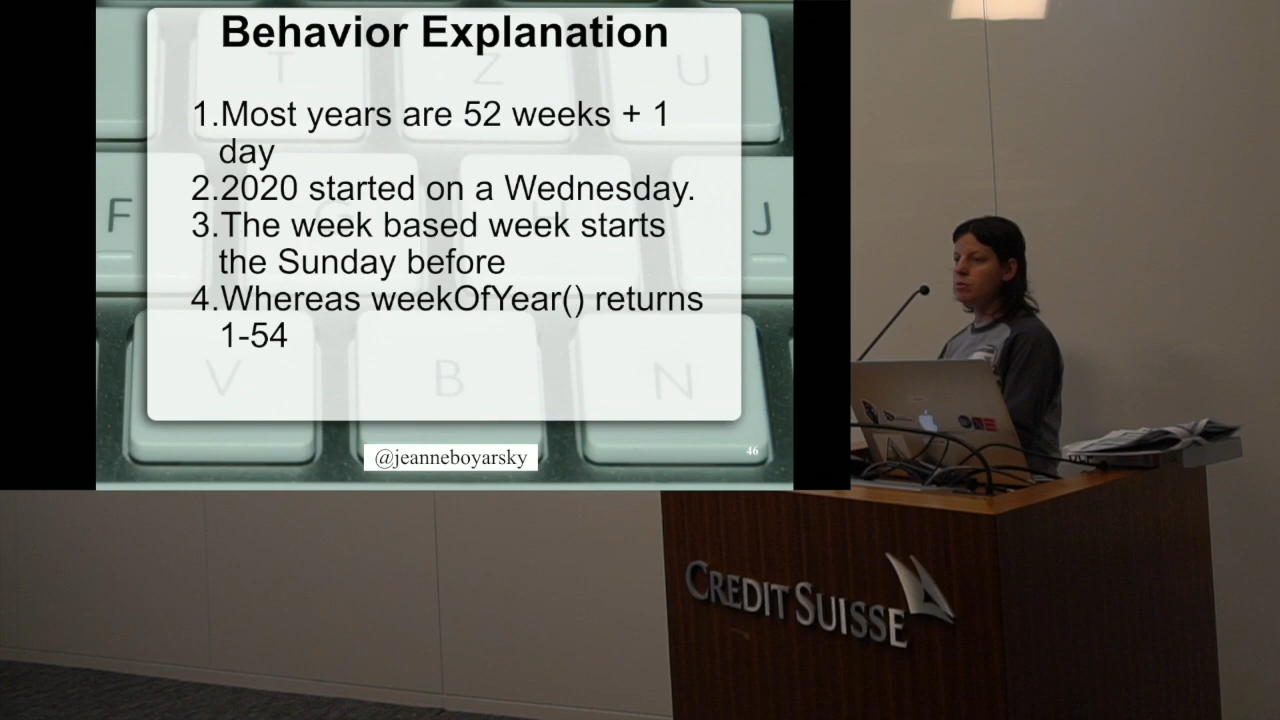 Behavior Explanation
T Z U
1.Most years are 52 weeks + 1
day
2.2020 started on a Wednesday.
3.The week based week starts
the Sunday before
4.Whereas weekOfYear() returns
1-54
F J
V B N
@jeanneboyarsky
46
CREDIT SUISSE